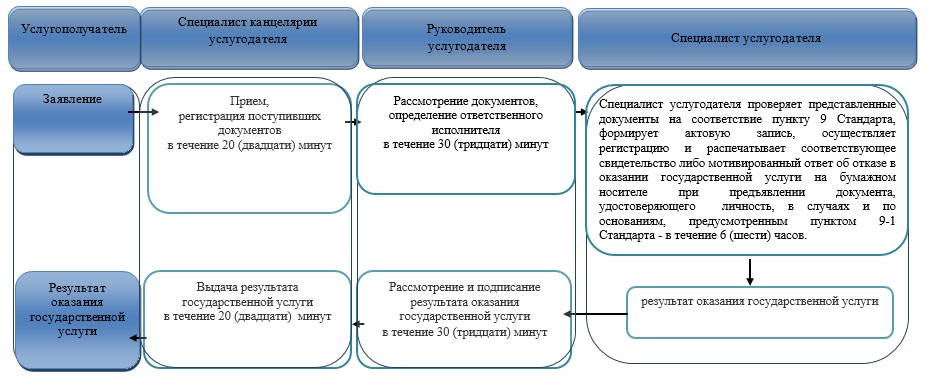 Услугополучатель
Специалист канцелярии
услугодателя
Руководитель
услугодателя
Специалист услугодателя
Заявление
Прием,
регистрация поступивших
документов
в течение 20 (двадцати) минут
Рассмотрение документов,
определение ответственного
исполнителя
в течение 30 (тридцати) минут
Специалист услугодателя проверяет представленные
документы на соответствие пункту 9 Стандарта,
формирует актовую запись, осуществляет
регистрацию и распечатывает соответствующее
свидетельство либо мотивированный ответ об отказе в
оказании государственной услуги на бумажном
носителе при предъявлении документа,
удостоверяющего личность, в случаях и по
основаниям, предусмотренным пунктом 9-1
Стандарта - в течение 6 (шести) часов.
Результат
оказания
государственной
услуги
Выдача результата
государственной услуги
в течение 20 (двадцати) минут
Рассмотрение и подписание
результата оказания
государственной услуги
в течение 30 (тридцати) минут
результат оказания государственной услуги